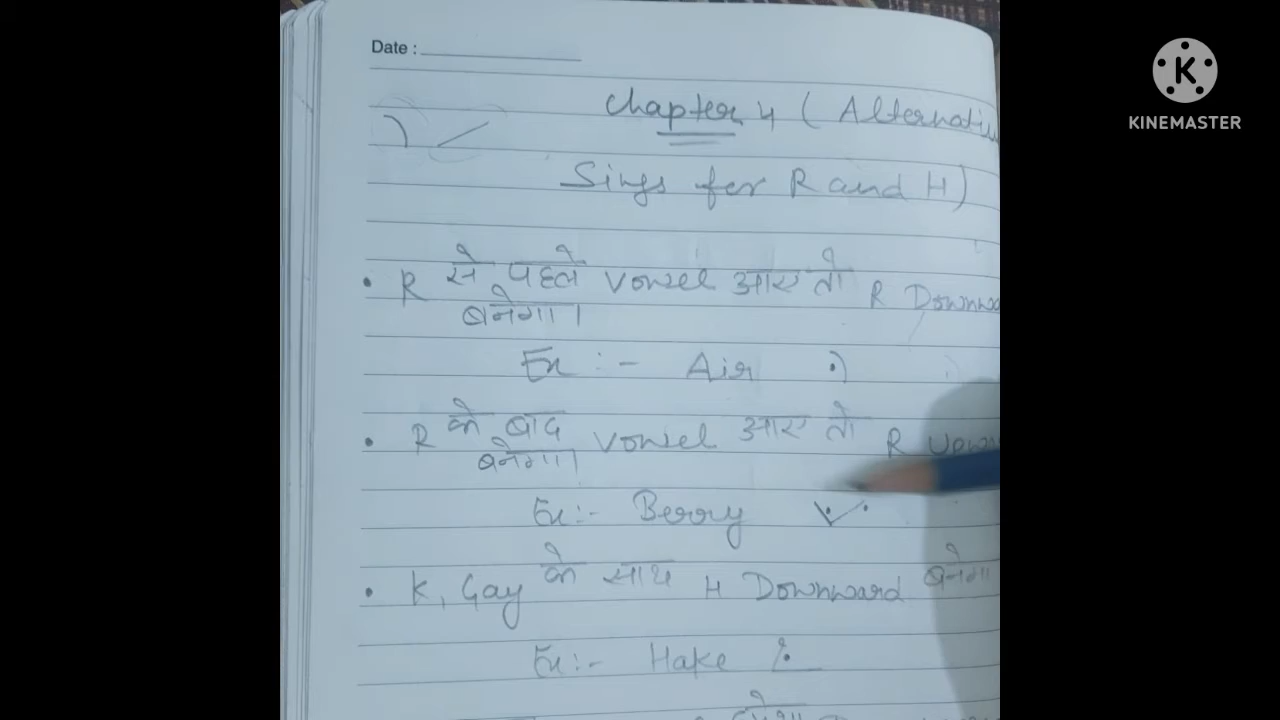 Date :
Chapter 4 ( Alternativ
Sings for R and H)
• R से पहले vowel आए तो R Downwa
बनेगा।
Ex :- Air
• R के बाद vowel आए तो R Upwa
बनेगा।
Ex:- Berry
• K, Gay के साथ H Downward बनेगा
Ex:- Hake
K
KINEMASTER